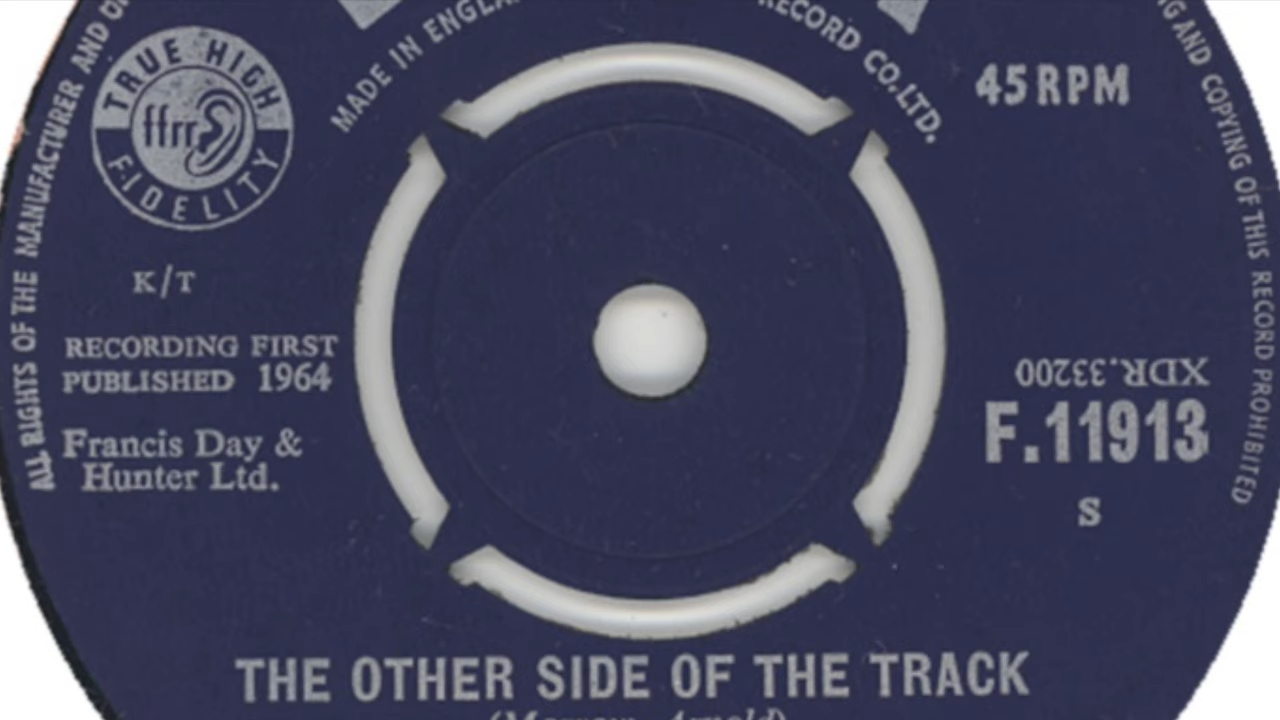 ALL RIGHTS OF THE MANUFACTURER AND
MADE IN ENGLA
RECORD CO. LTD.
G AND COPYING OF THIS RECORD PROHIBITED
TRUE HIGH
ffrr
FIDELITY
45 RPM
K/T
RECORDING FIRST
PUBLISHED 1964
Francis Day &
Hunter Ltd.
XDR.33200
F.11913
S
THE OTHER SIDE OF THE TRACK